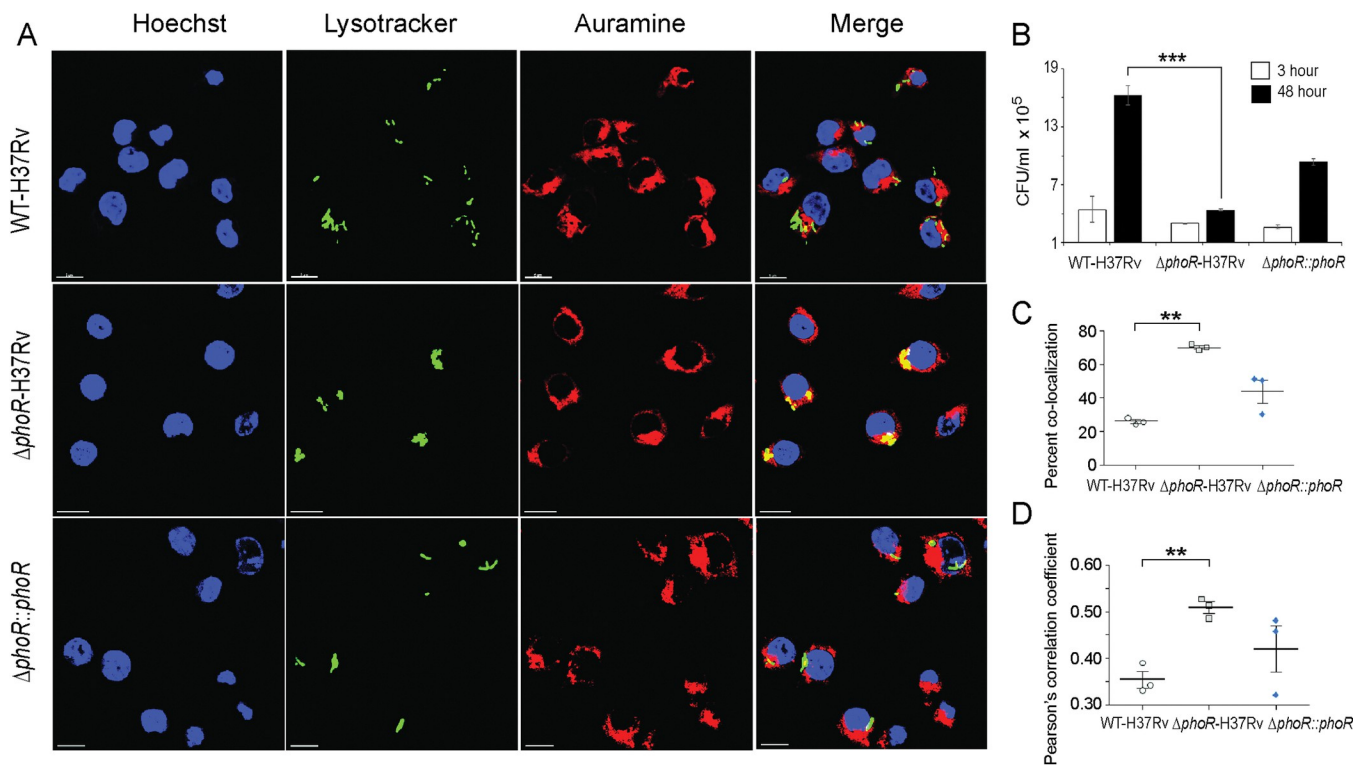 A
Hoechst
Lysotracker
Auramine
Merge
WT-H37Rv
ΔphoR-H37Rv
ΔphoR::phoR
B
***
3 hour
48 hour
CFU/ml x 10⁵
19
13
7
1
WT-H37Rv
ΔphoR-H37Rv
ΔphoR::phoR
C
**
Percent co-localization
80
60
40
20
0
WT-H37Rv
ΔphoR-H37Rv
ΔphoR::phoR
D
**
Pearson's correlation coefficient
0.60
0.50
0.40
0.30
WT-H37Rv
ΔphoR-H37Rv
ΔphoR::phoR